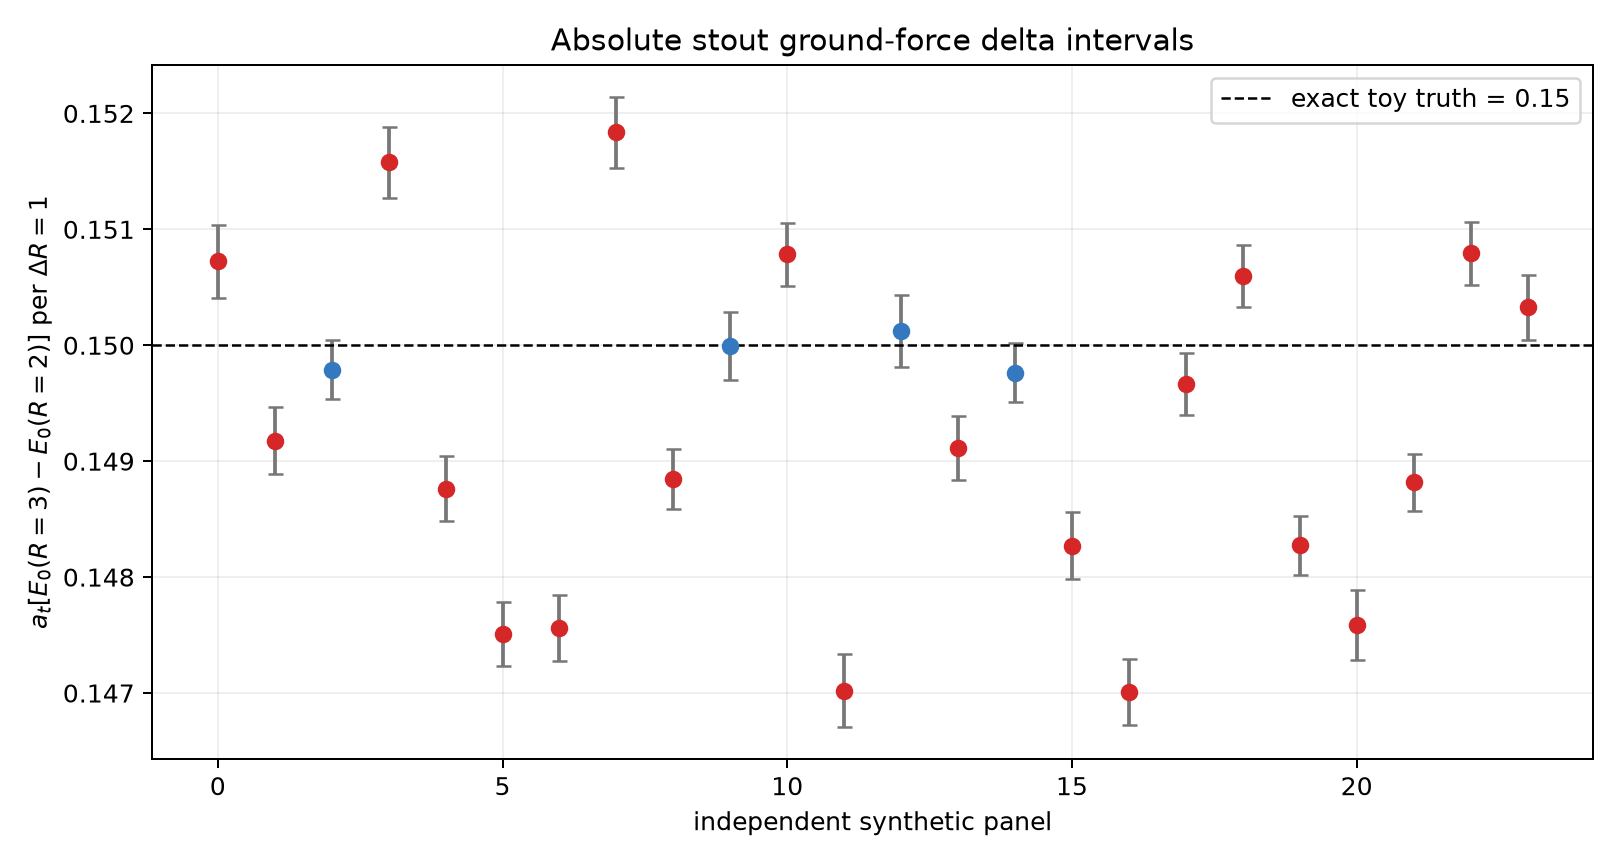 Absolute stout ground-force delta intervals
exact toy truth = 0.15
0.152
0.151
0.150
0.149
0.148
0.147
a_t[E_0(R = 3) − E_0(R = 2)] per ΔR = 1
0 5 10 15 20
independent synthetic panel